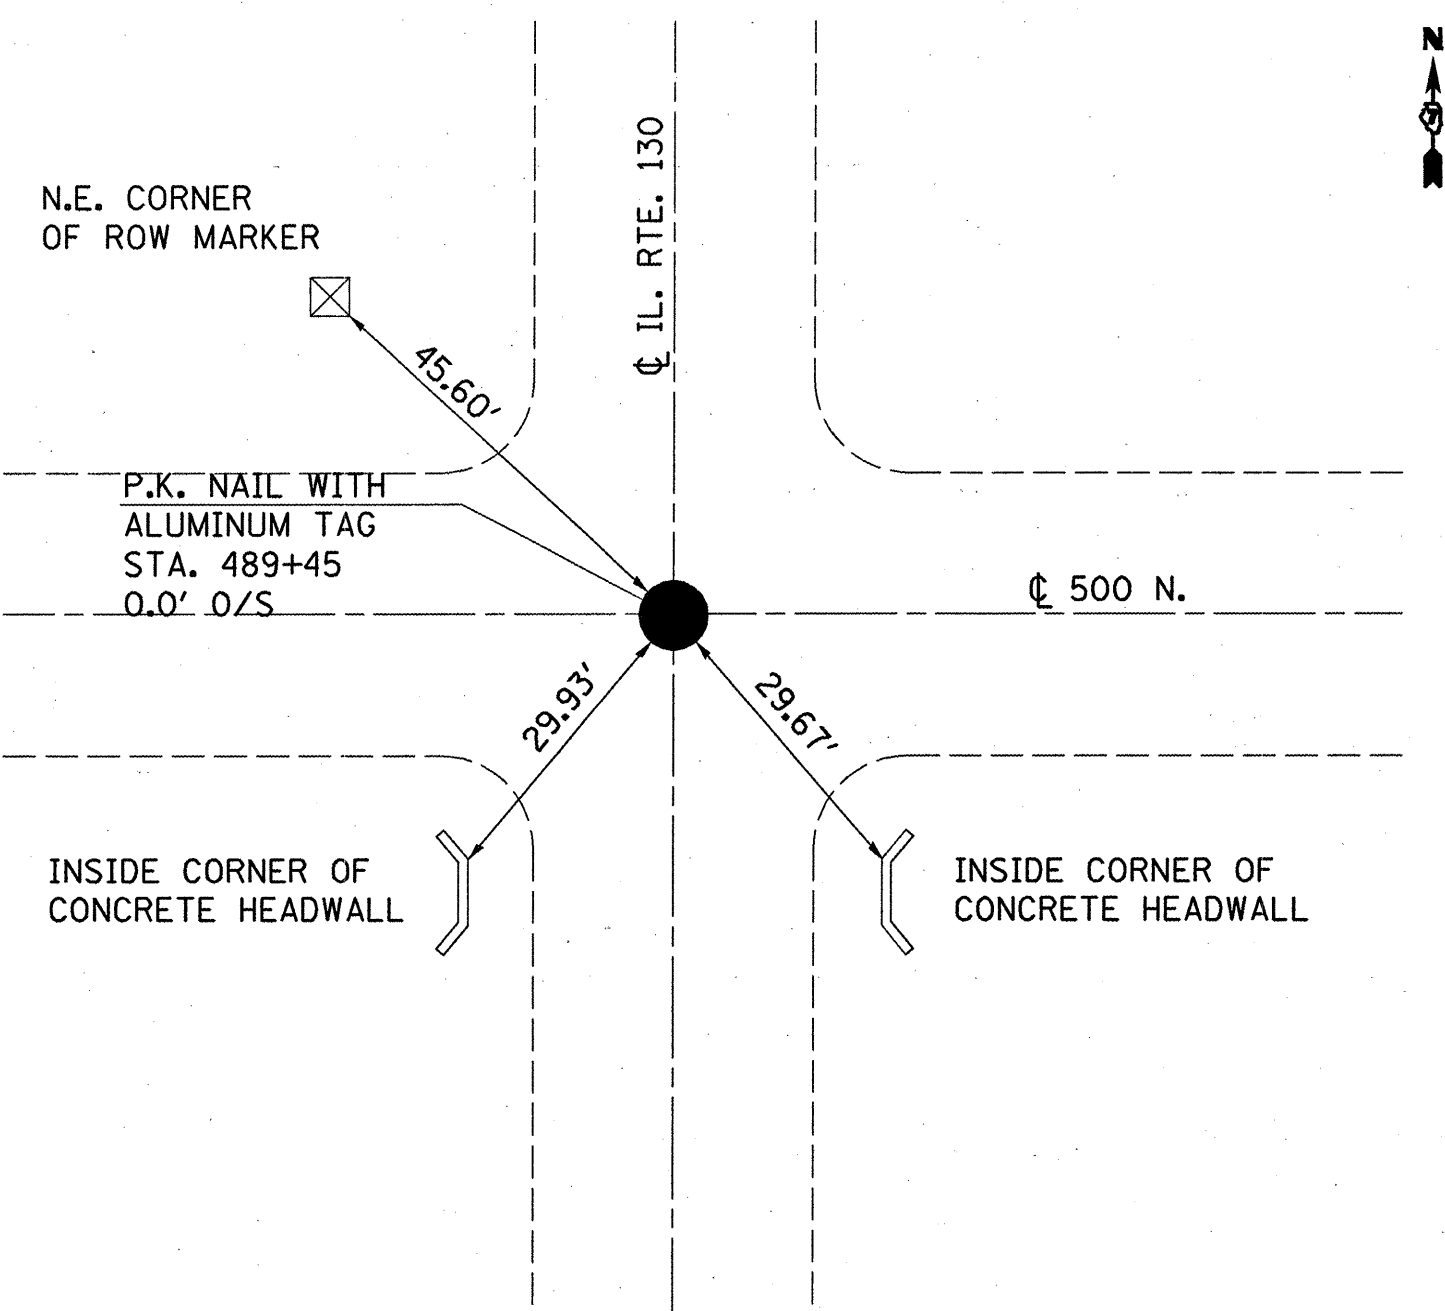 N
N.E. CORNER
OF ROW MARKER
℄ IL. RTE. 130
45.60'
P.K. NAIL WITH
ALUMINUM TAG
STA. 489+45
0.0' O/S
℄ 500 N.
29.93'
29.67'
INSIDE CORNER OF
CONCRETE HEADWALL
INSIDE CORNER OF
CONCRETE HEADWALL